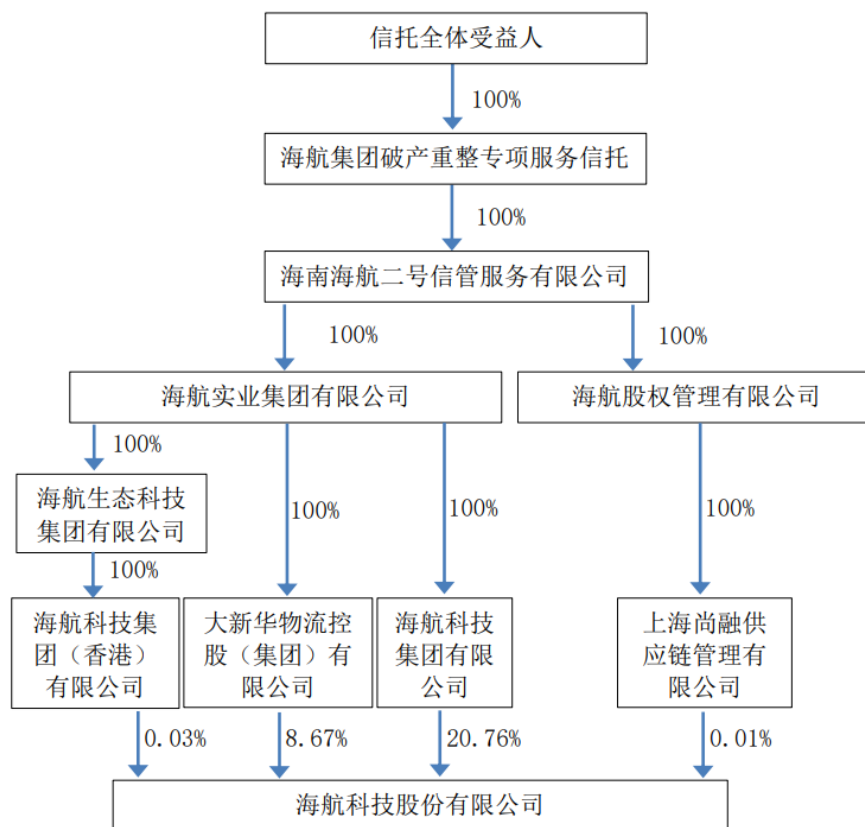 信托全体受益人
100%
海航集团破产重整专项服务信托
100%
海南海航二号信管服务有限公司
100%
100%
海航实业集团有限公司
海航股权管理有限公司
100%
海航生态科技
集团有限公司
100%
100%
100%
100%
海航科技集
团（香港）
有限公司
大新华物流控
股（集团）有
限公司
海航科技
集团有限
公司
上海尚融供
应链管理有
限公司
0.03%
8.67%
20.76%
0.01%
海航科技股份有限公司